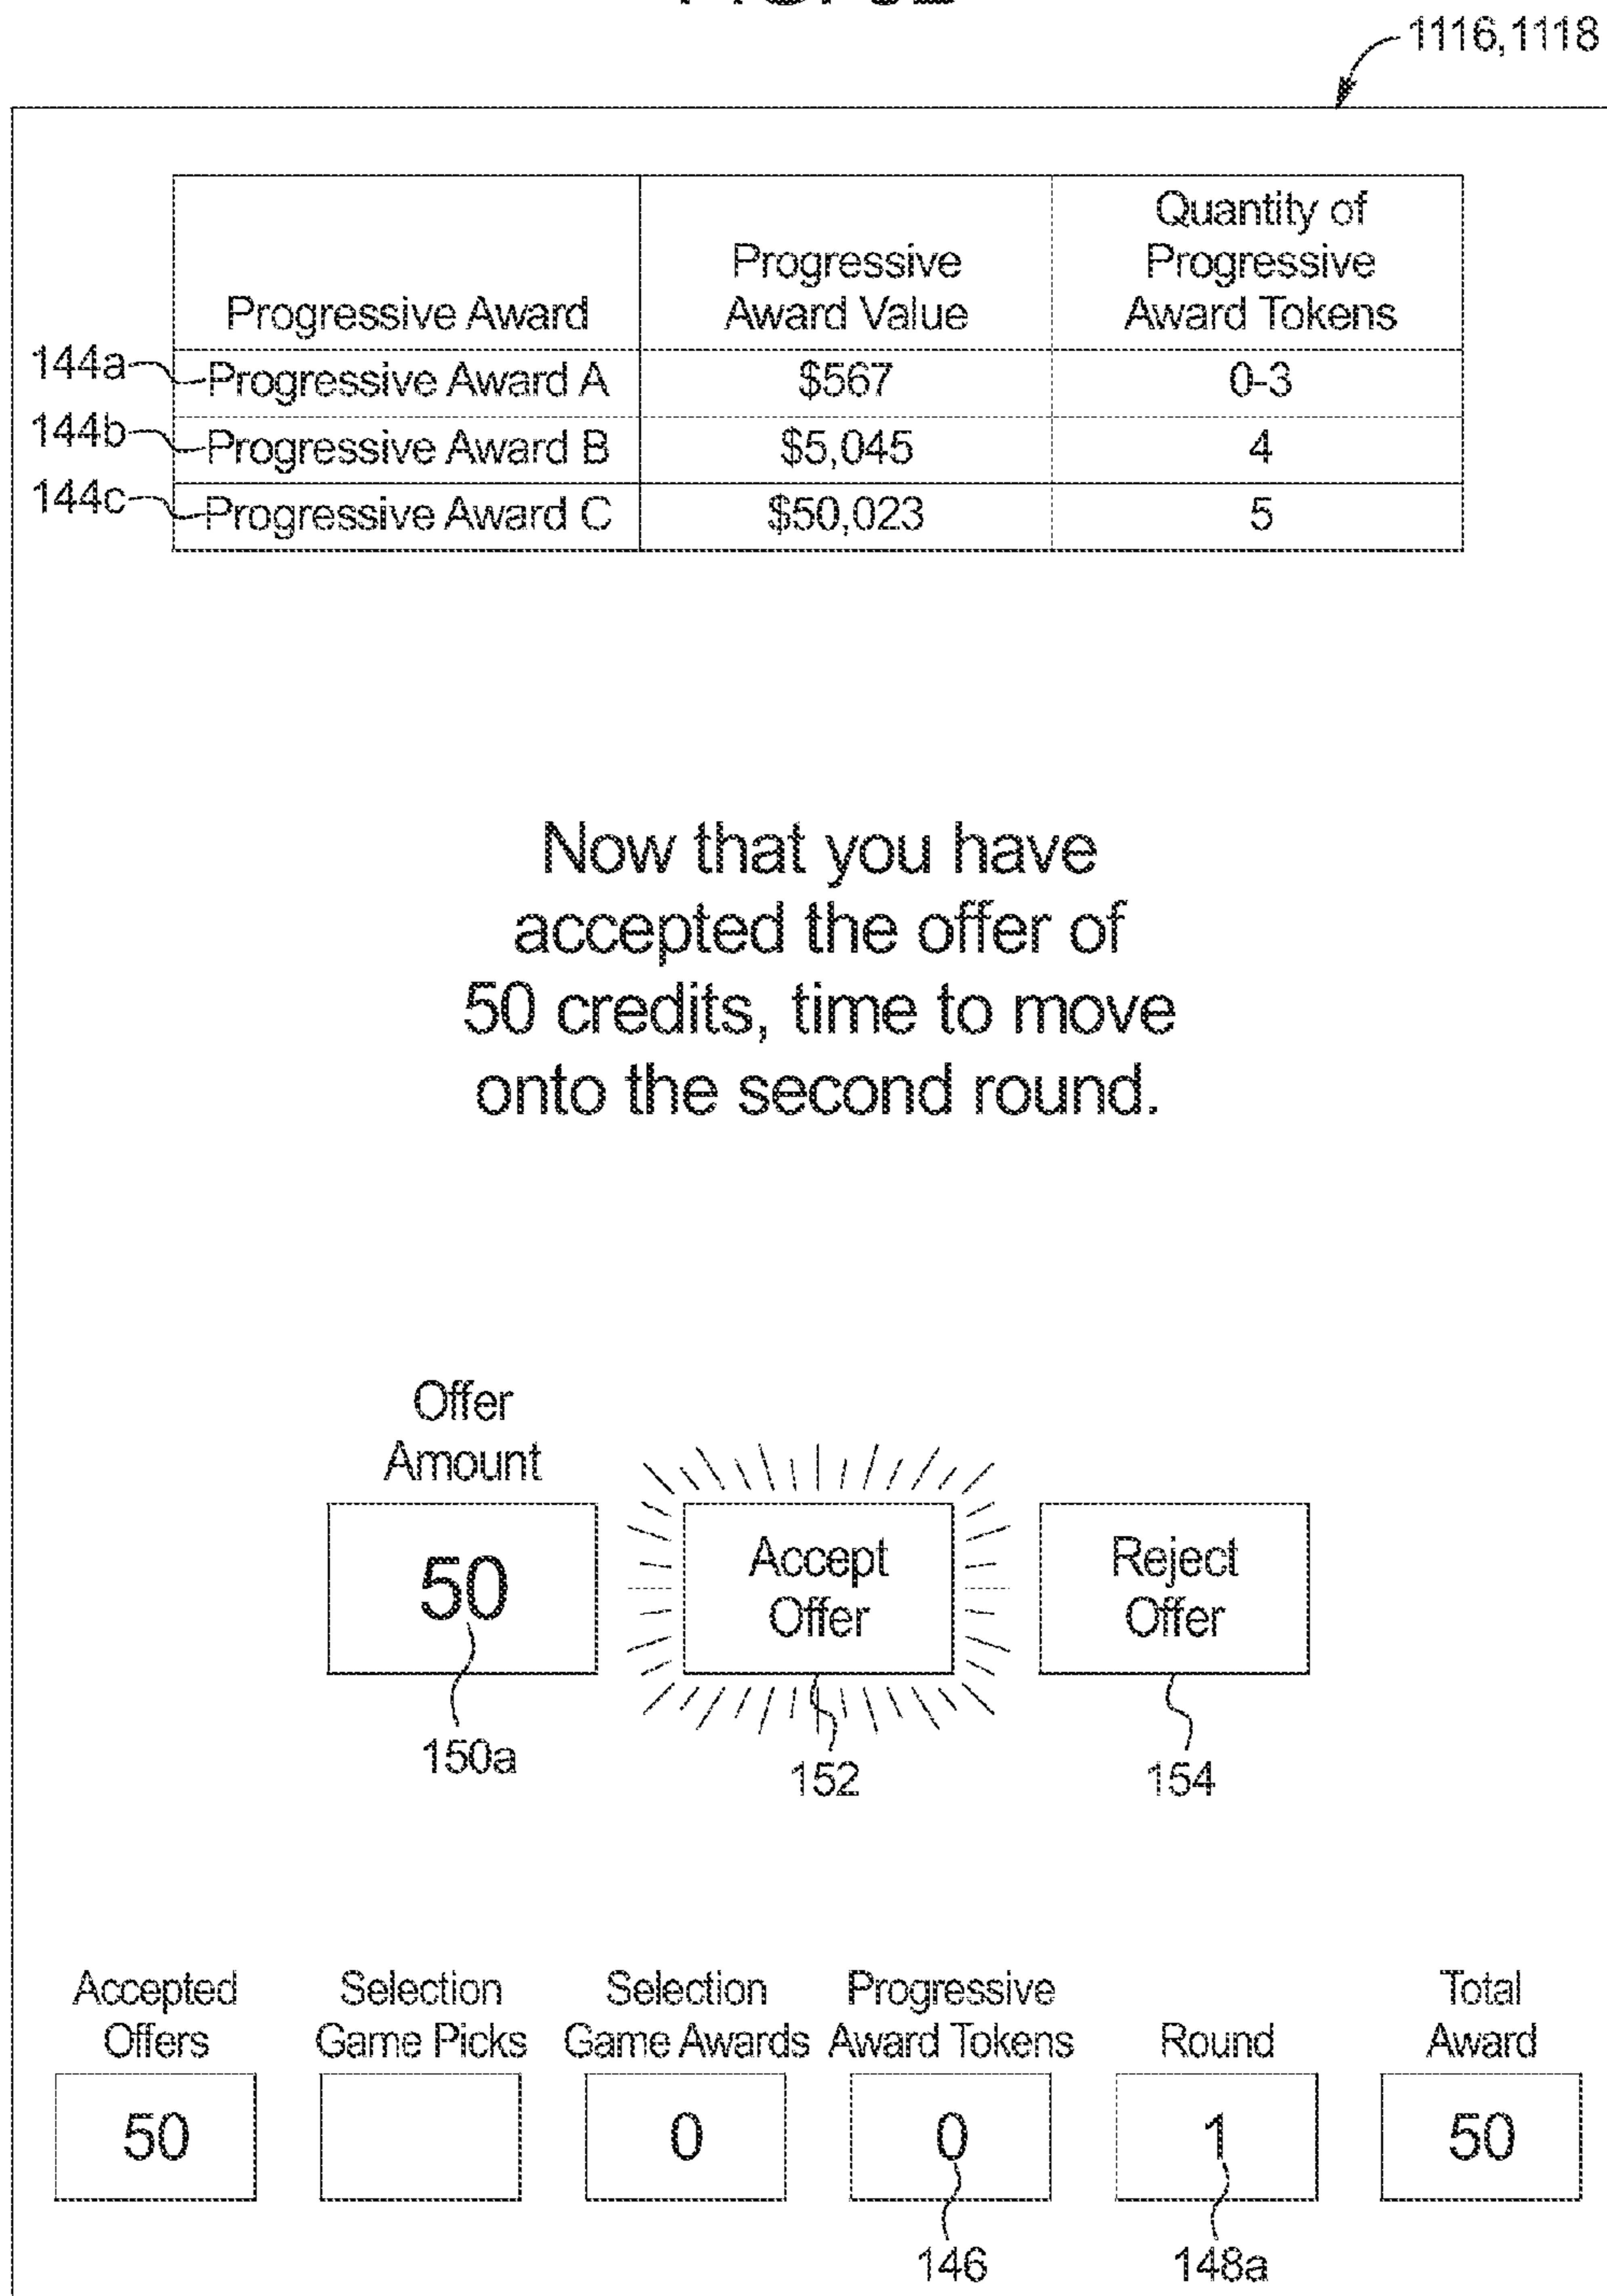 1116,1118
Quantity of
Progressive Progressive
Progressive Award Award Value Award Tokens
144a Progressive Award A $567 0-3
144b Progressive Award B $5,045 4
144c Progressive Award C $50,023 5
Now that you have
accepted the offer of
50 credits, time to move
onto the second round.
Offer
Amount
50 Accept Offer Reject Offer
150a 152 154
Accepted Selection Selection Progressive Total
Offers Game Picks Game Awards Award Tokens Round Award
50 0 0 1 50
146 148a